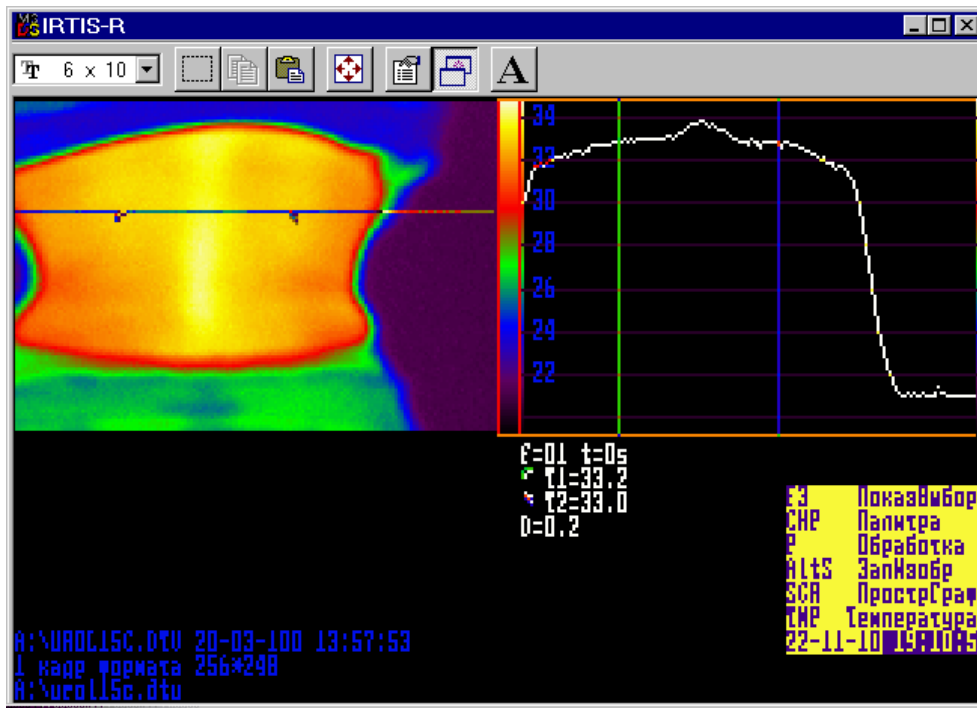 IRTIS-R
6 x 10
A
34
32
30
28
26
24
22
E=01 t=0s
T1=33.2
T2=33.0
D=0.2
F3 ПоказВыбор
CHP Палитра
P Обработка
AltS ЗапИзобр
SCA ПрострГраф
TMP Температура
22-11-10
A:\UROL15C.DTV 20-03-100 13:57:53
1 кадр формата 256*248
A:\urol15c.dtv